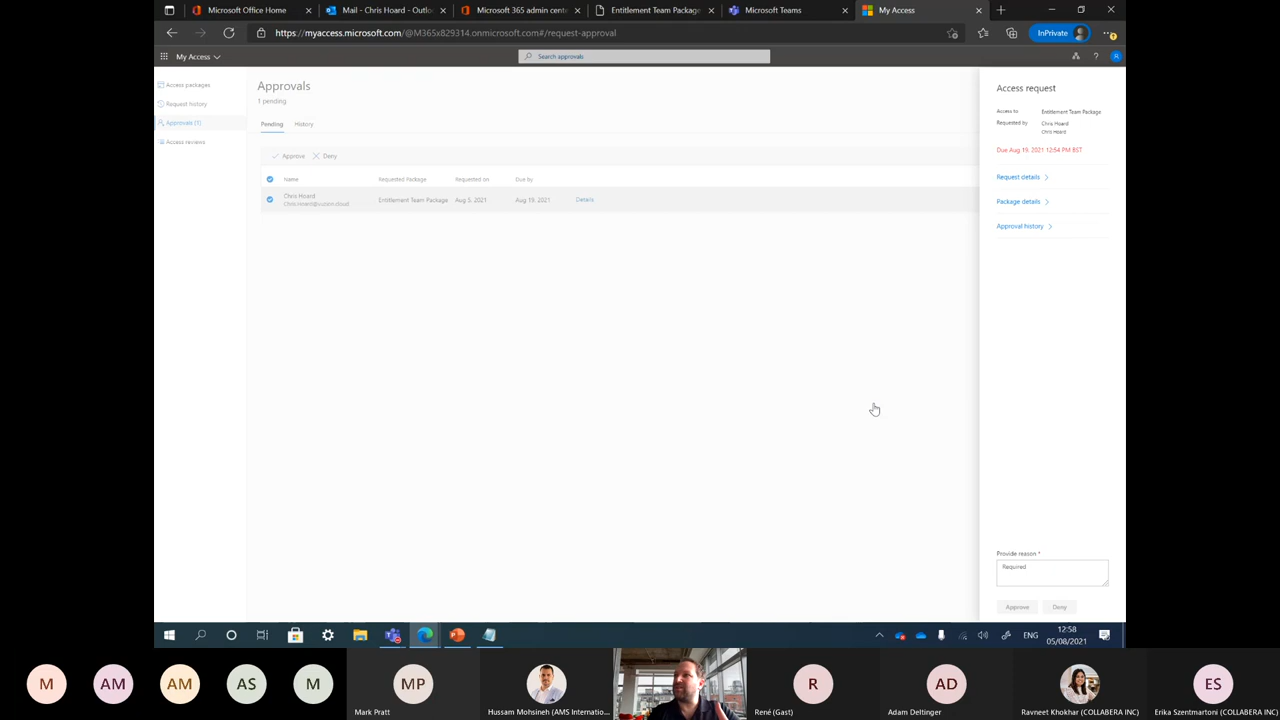 Microsoft Office Home
Mail - Chris Hoard - Outlo
Microsoft 365 admin cente
Entitlement Team Package
Microsoft Teams
My Access
https://myaccess.microsoft.com/@M365x829314.onmicrosoft.com#/request-approval
InPrivate
My Access
Search approvals
R
Access packages
Request history
Approvals (1)
Access reviews
Approvals
1 pending
Pending
History
Approve
Deny
Name
Requested Package
Requested on
Due by
Chris Hoard
Entitlement Team Package
Aug 5, 2021
Aug 19, 2021
Details
Access request
Access to
Entitlement Team Package
Requested by
Chris Hoard
Chris Hoard
Due Aug 19, 2021 12:54 PM BST
Request details
Package details
Approval history
Provide reason *
Required
Approve
Deny
ENG
12:58
05/08/2021
M
AM
AM
AS
M
MP
R
AD
ES
Mark Pratt
Hussam Mohsineh (AMS Internatio...
René (Gast)
Adam Deltinger
Ravneet Khokhar (COLLABERA INC)
Erika Szentmartoni (COLLABERA INC)